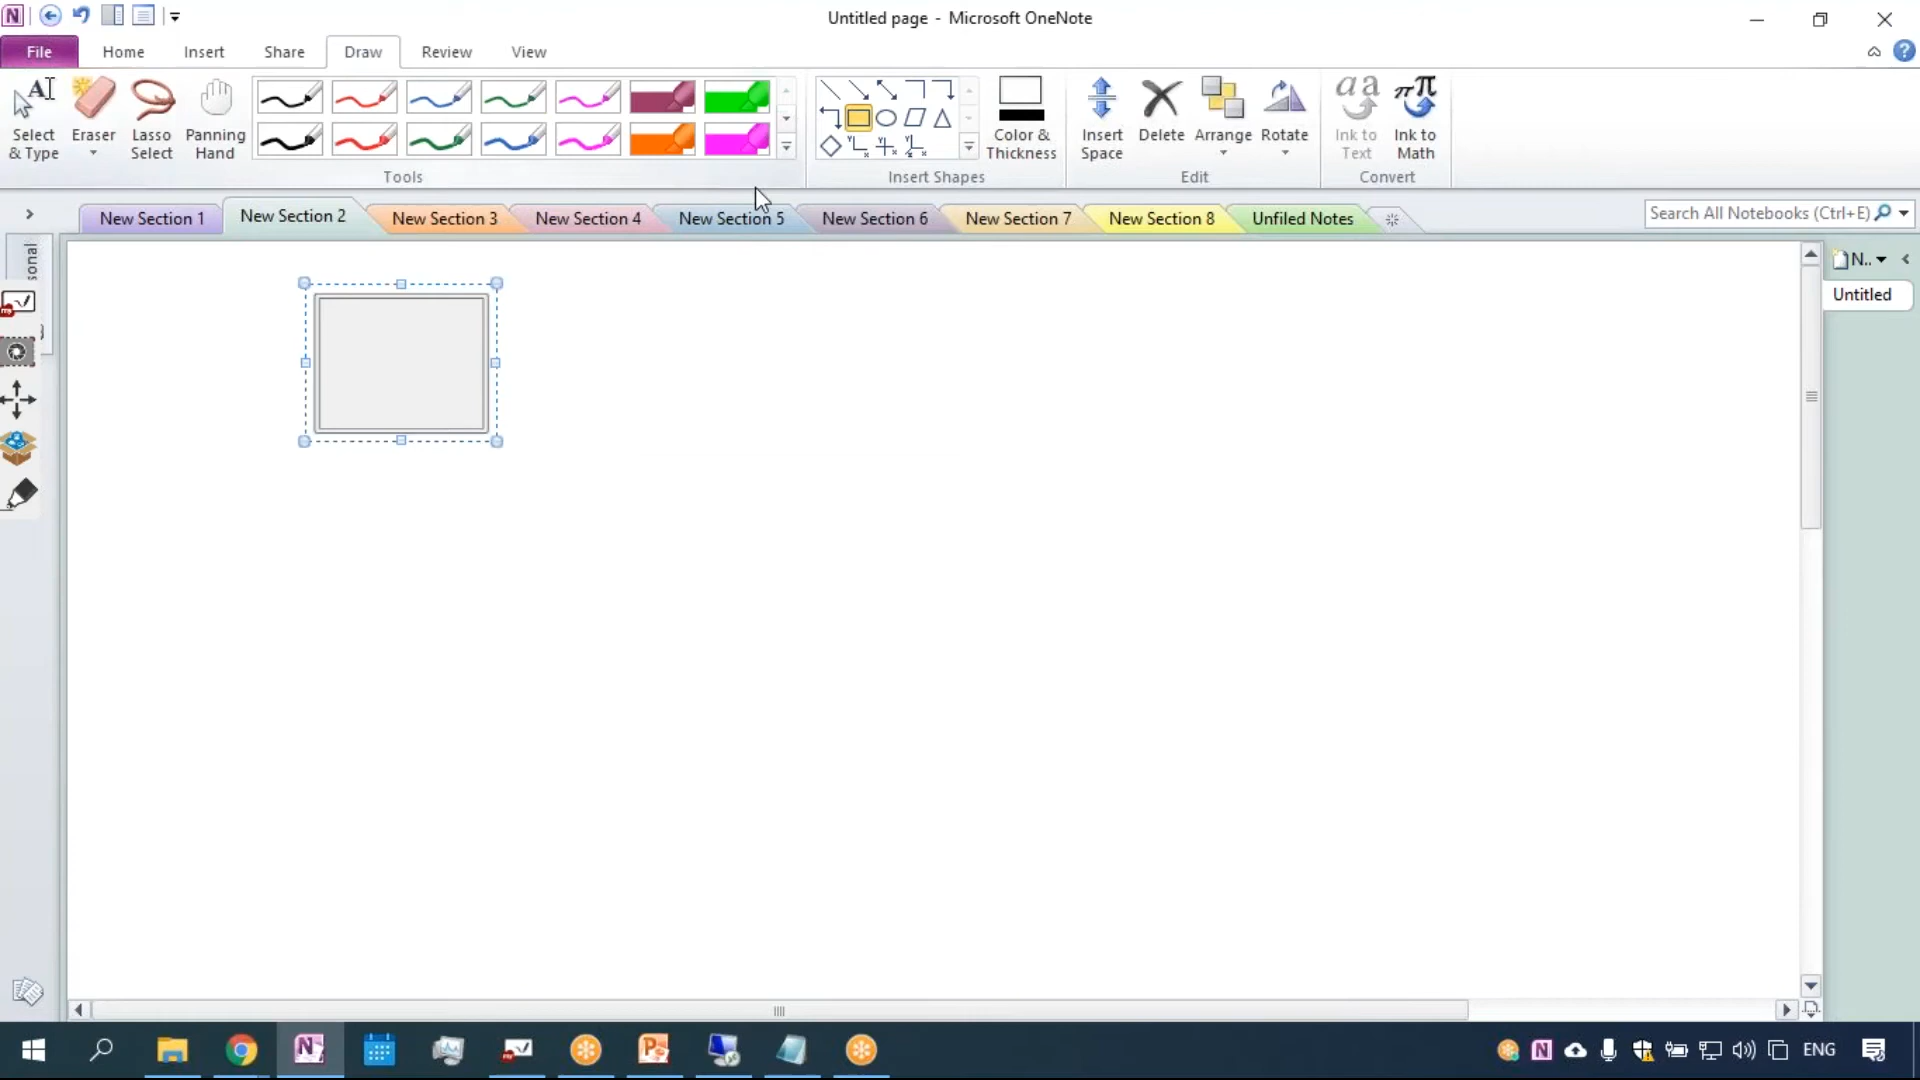 Untitled page - Microsoft OneNote
File Home Insert Share Draw Review View
Select & Type
Eraser
Lasso Select
Panning Hand
Color & Thickness
Insert Space
Delete
Arrange
Rotate
Ink to Text
Ink to Math
Tools
Insert Shapes
Edit
Convert
New Section 1 New Section 2 New Section 3 New Section 4 New Section 5 New Section 6 New Section 7 New Section 8 Unfiled Notes
Search All Notebooks (Ctrl+E)
sonal
N..
Untitled
ENG